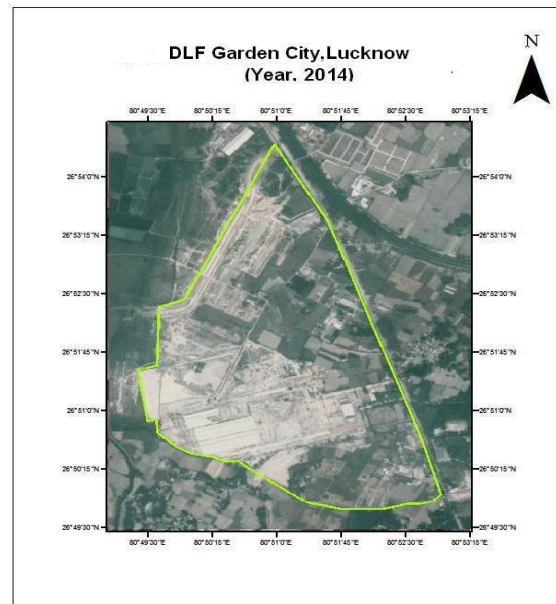 DLF Garden City,Lucknow
(Year, 2014)
N
80°49'30"E 80°50'15"E 80°51'0"E 80°51'45"E 80°52'30"E 80°53'15"E
26°54'0"N 26°54'0"N
26°53'15"N 26°53'15"N
26°52'30"N 26°52'30"N
26°51'45"N 26°51'45"N
26°51'0"N 26°51'0"N
26°50'15"N 26°50'15"N
26°49'30"N 26°49'30"N
80°49'30"E 80°50'15"E 80°51'0"E 80°51'45"E 80°52'30"E 80°53'15"E